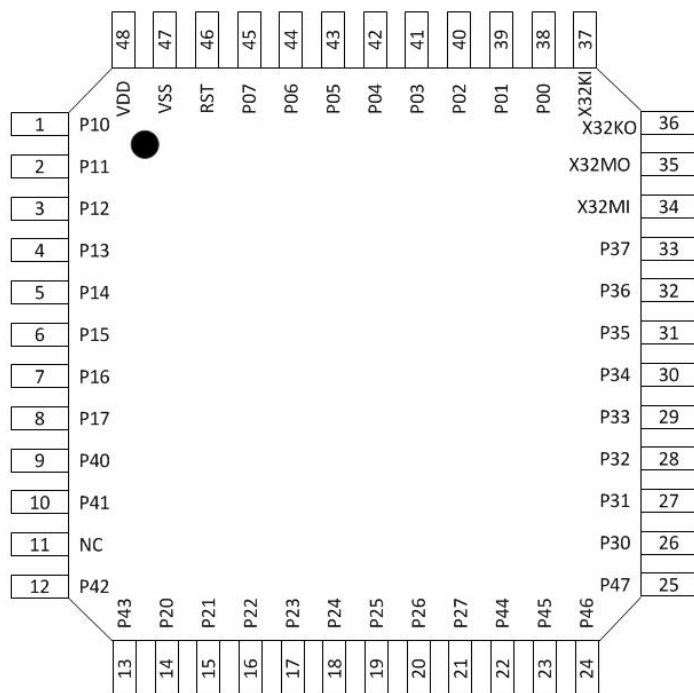 48 47 46 45 44 43 42 41 40 39 38 37
VDD VSS RST P07 P06 P05 P04 P03 P02 P01 P00 X32KI
1 P10 X32KO 36
2 P11 X32MO 35
3 P12 X32MI 34
4 P13 P37 33
5 P14 P36 32
6 P15 P35 31
7 P16 P34 30
8 P17 P33 29
9 P40 P32 28
10 P41 P31 27
11 NC P30 26
12 P42 P47 25
P43 P20 P21 P22 P23 P24 P25 P26 P27 P44 P45 P46
13 14 15 16 17 18 19 20 21 22 23 24